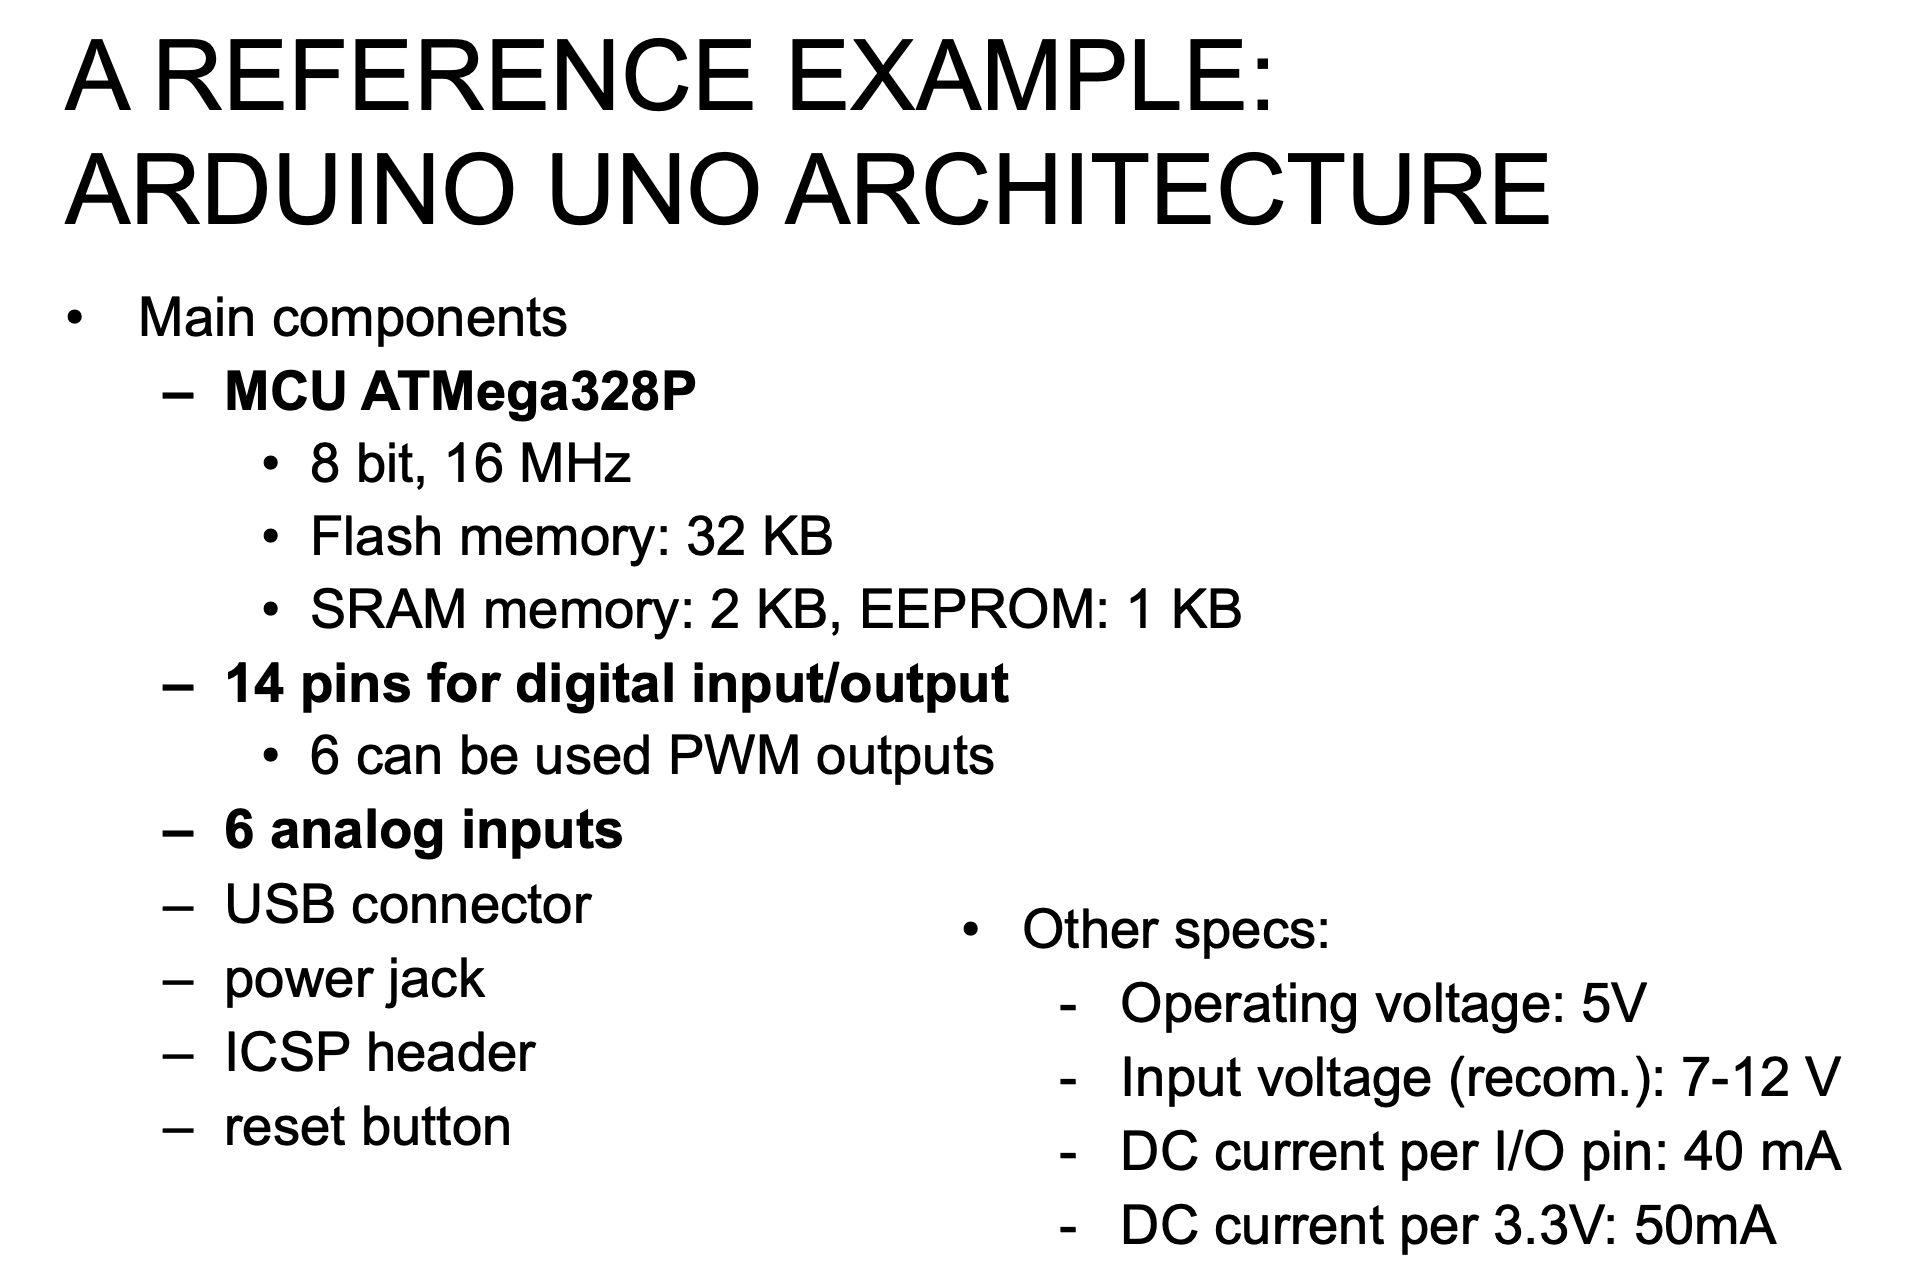 A REFERENCE EXAMPLE:
ARDUINO UNO ARCHITECTURE
• Main components
– MCU ATMega328P
• 8 bit, 16 MHz
• Flash memory: 32 KB
• SRAM memory: 2 KB, EEPROM: 1 KB
– 14 pins for digital input/output
• 6 can be used PWM outputs
– 6 analog inputs
– USB connector
– power jack
– ICSP header
– reset button
• Other specs:
- Operating voltage: 5V
- Input voltage (recom.): 7-12 V
- DC current per I/O pin: 40 mA
- DC current per 3.3V: 50mA